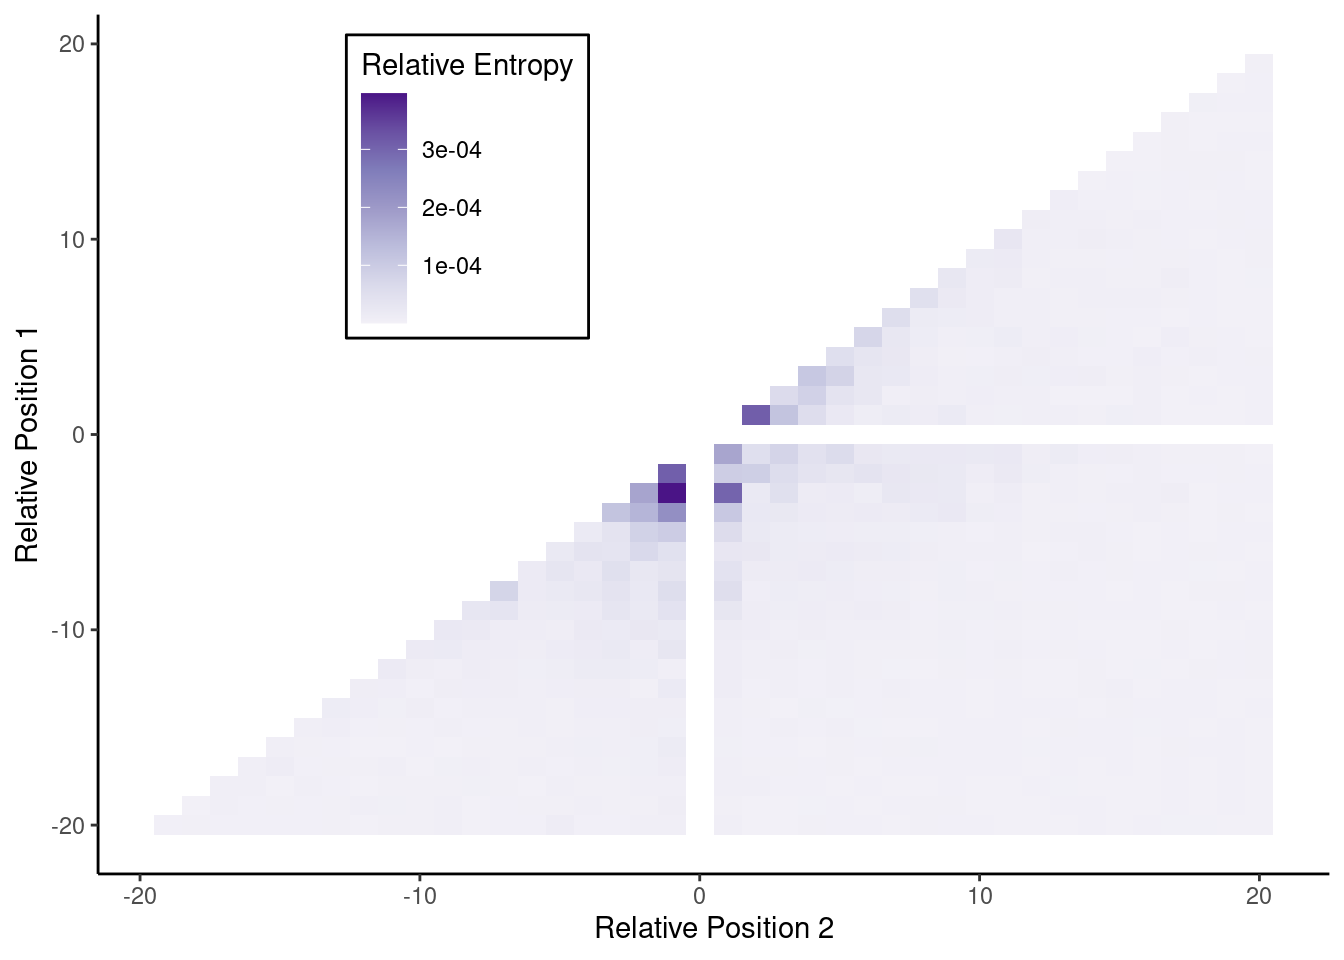 Relative Entropy
3e-04
2e-04
1e-04
20
10
0
-10
-20
Relative Position 1
-20 -10 0 10 20
Relative Position 2